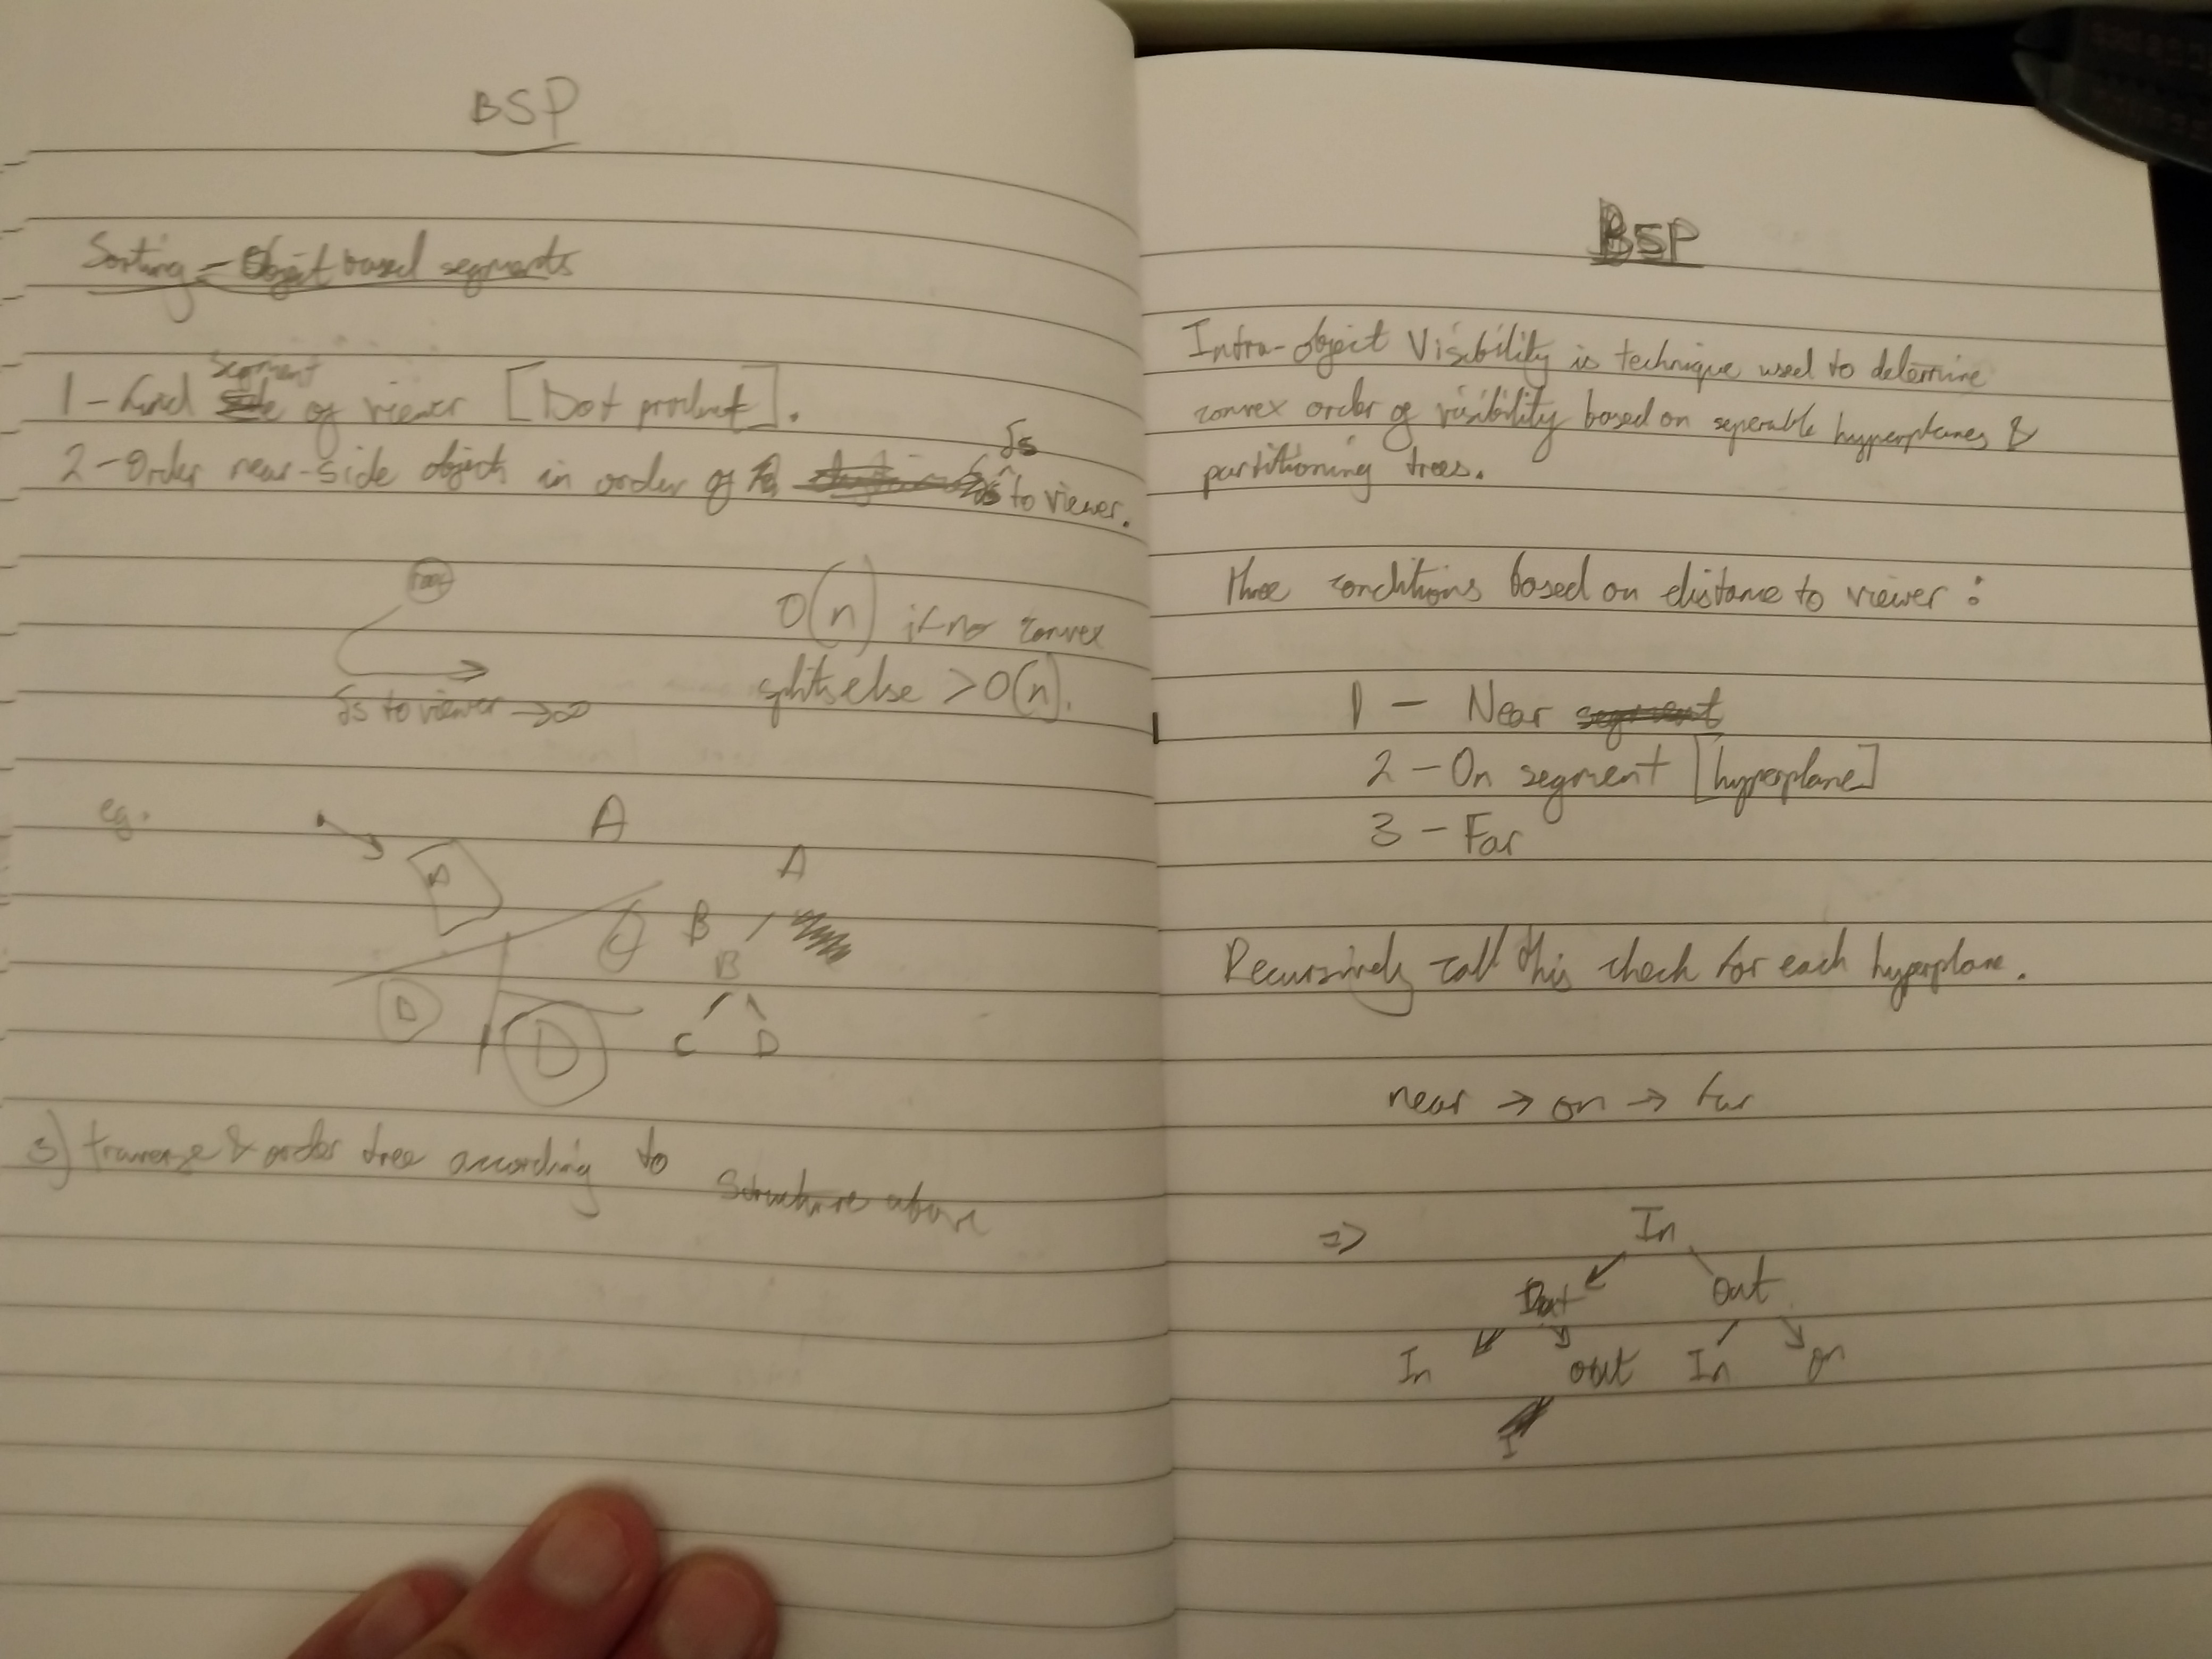 BSP
Sorting - Object based segments
segment
1 - find of viewer [Dot product].
δs
2 - Order near-side objects in order of to viewer.
root
O(n) if no convex
splits else > O(n).
δs to viewer → ∞
eg.
A
A
A
B
C
B
D
D
C D
3) traverse & order tree according to
structure above
BSP
Intra-object Visibility is technique used to determine
convex order of visibility based on seperable hyperplanes &
partitioning trees.
three conditions based on distance to viewer :
1 - Near segment
2 - On segment [hyperplane]
3 - Far
Recursively call this check for each hyperplane.
near → on → far
⇒ In
Out out
In out In on
I